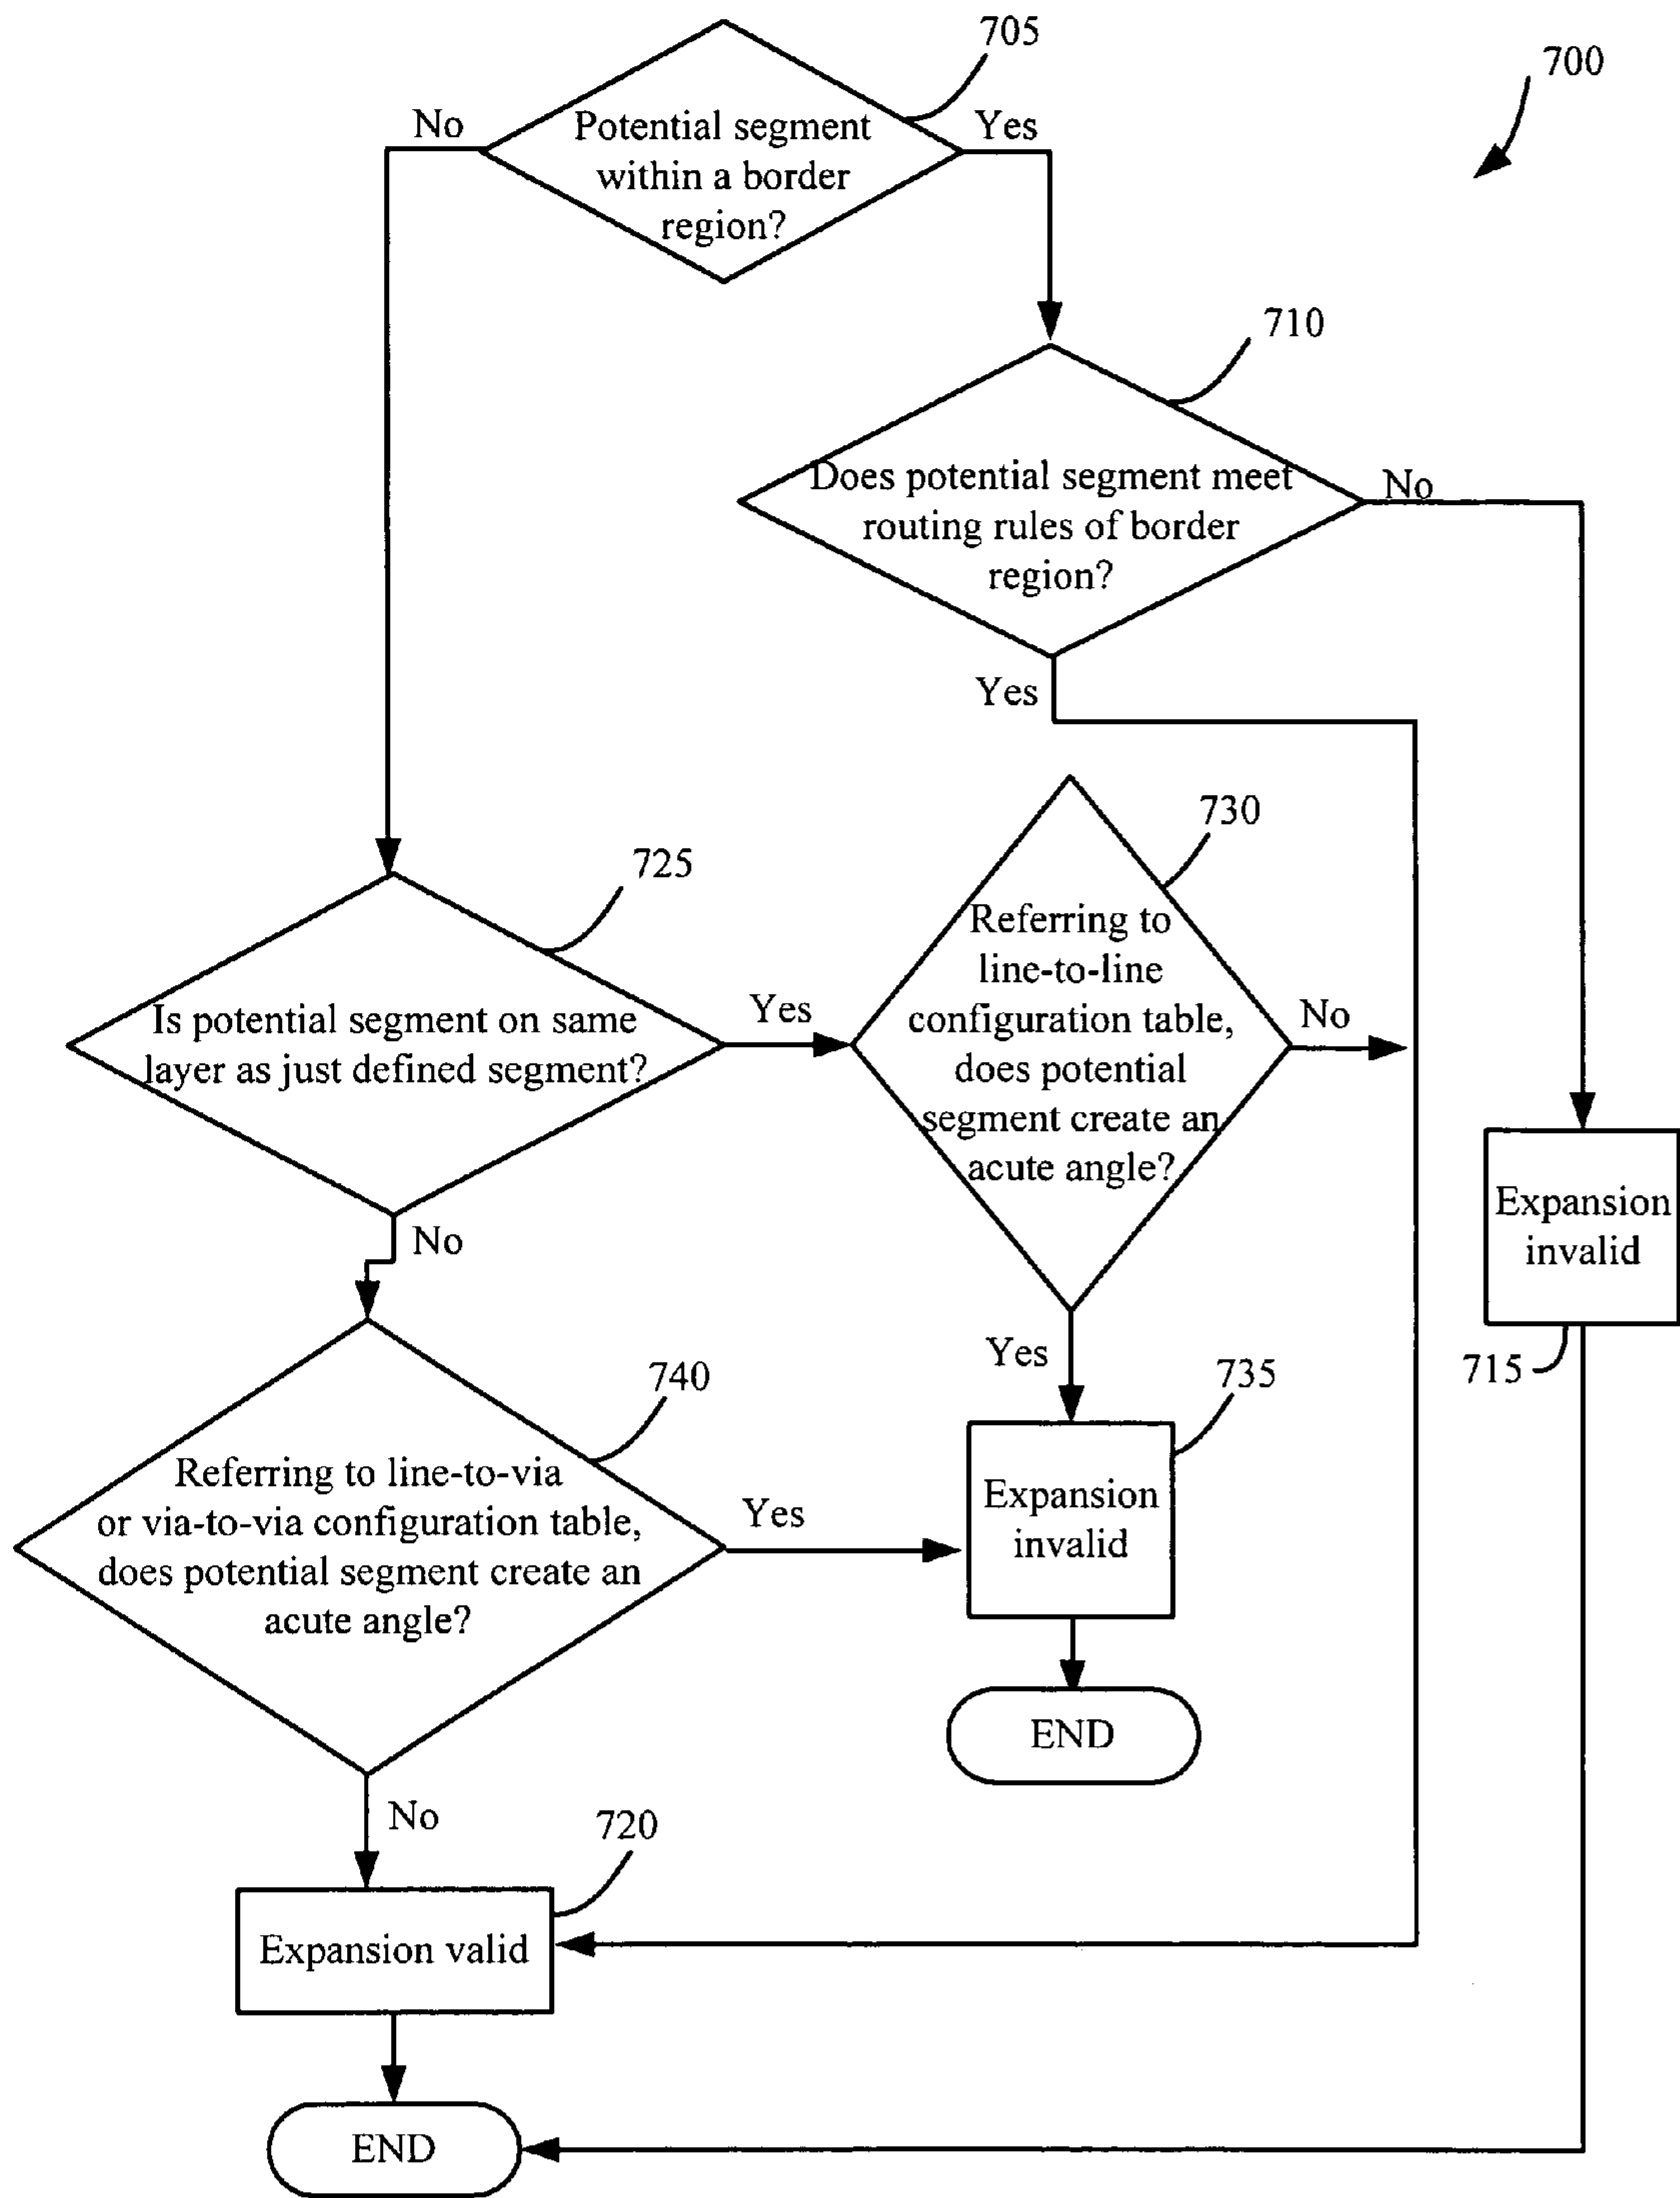 705
700
No
Yes
Potential segment
within a border
region?
710
Does potential segment meet
routing rules of border
region?
No
Yes
730
725
Referring to
line-to-line
configuration table,
does potential
segment create an
acute angle?
Yes
No
Is potential segment on same
layer as just defined segment?
Expansion
invalid
No
Yes
715
740
735
Referring to line-to-via
or via-to-via configuration table,
does potential segment create an
acute angle?
Yes
Expansion
invalid
END
No
720
Expansion valid
END